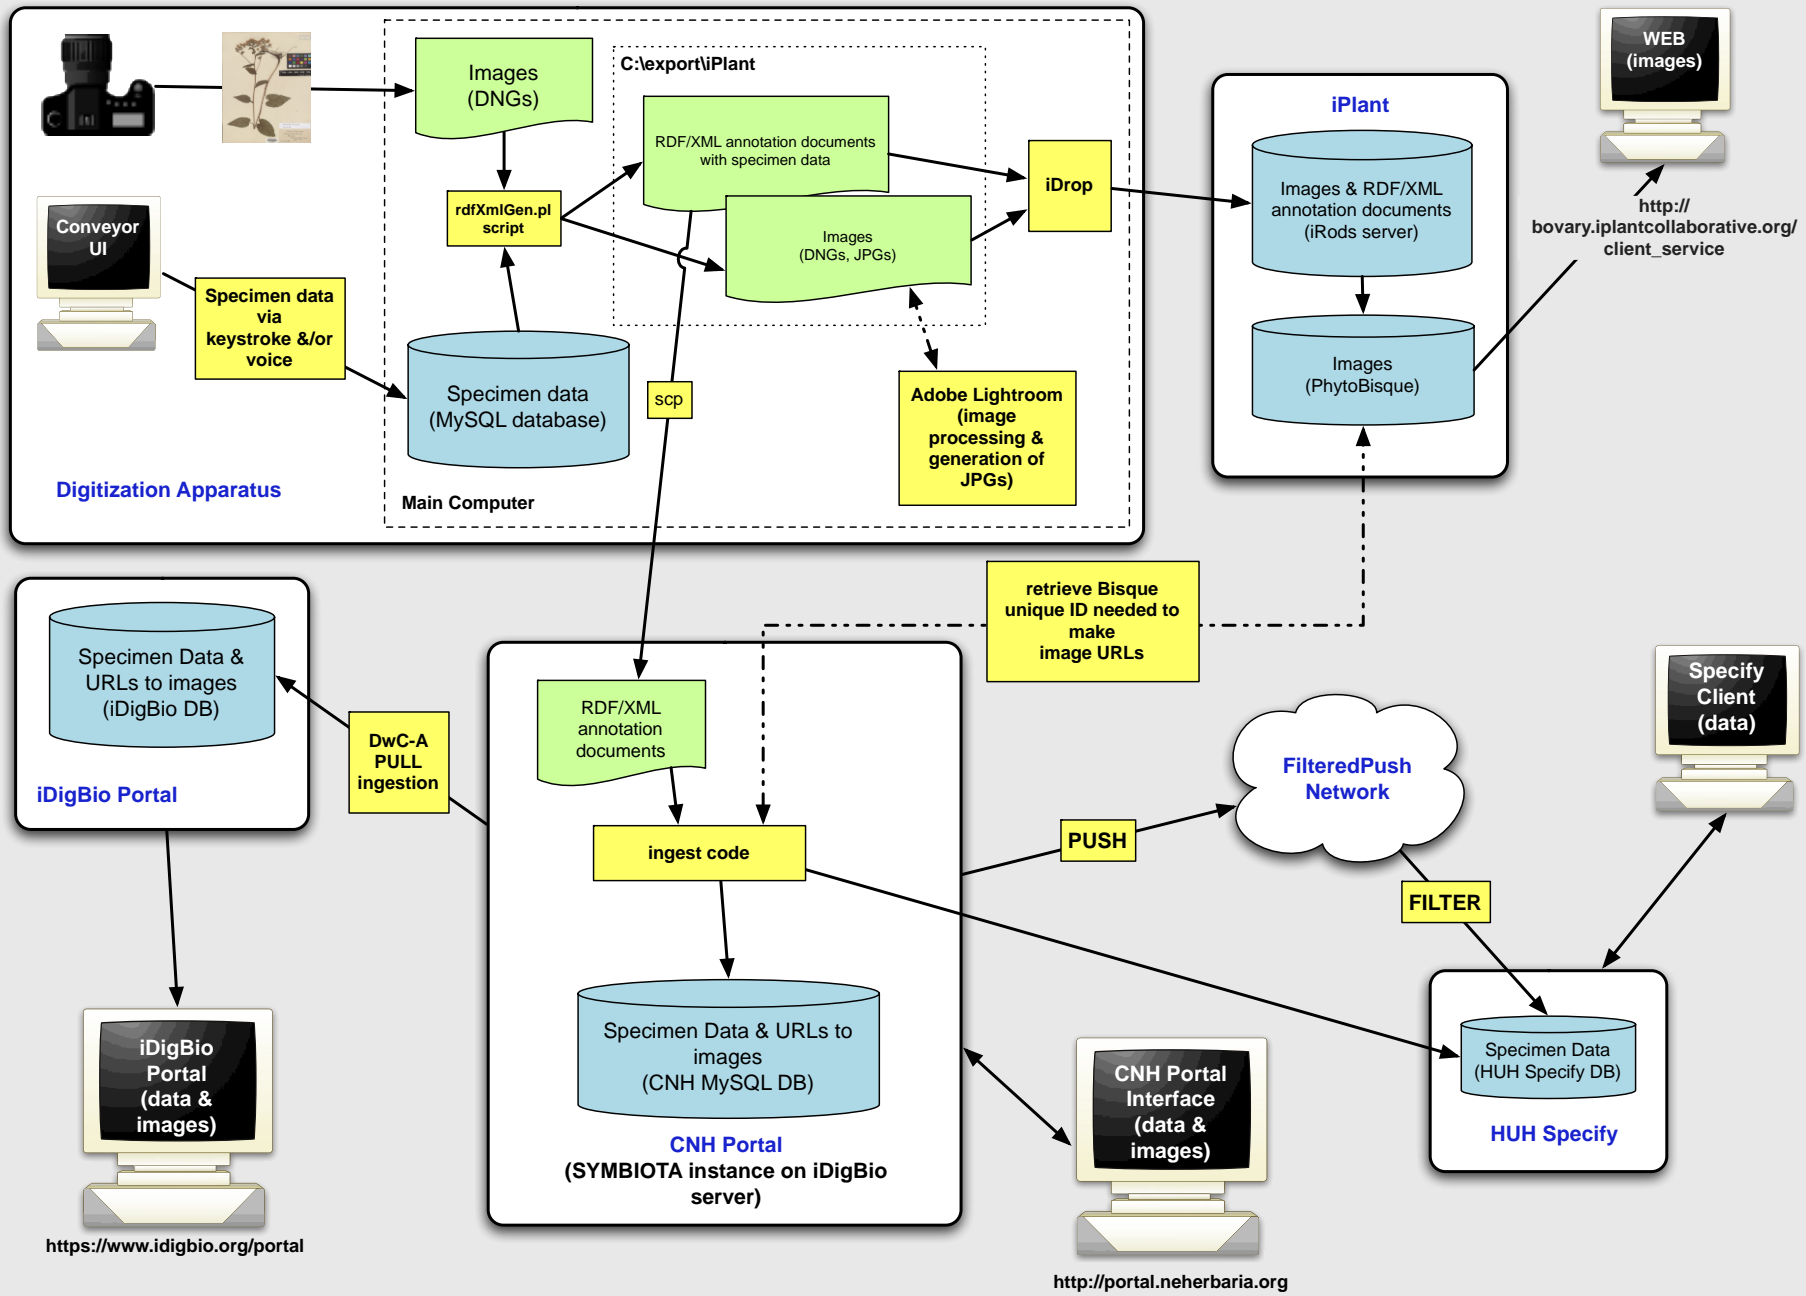 C:\export\iPlant
Images
(DNGs)
RDF/XML annotation documents
with specimen data
rdfXmlGen.pl
script
Images
(DNGs, JPGs)
iDrop
Conveyor
UI
Specimen data
via
keystroke &/or
voice
Specimen data
(MySQL database)
scp
Adobe Lightroom
(image
processing &
generation of
JPGs)
Digitization Apparatus
Main Computer
iPlant
Images & RDF/XML
annotation documents
(iRods server)
Images
(PhytoBisque)
WEB
(images)
http://
bovary.iplantcollaborative.org/
client_service
retrieve Bisque
unique ID needed to
make
image URLs
Specimen Data &
URLs to images
(iDigBio DB)
iDigBio Portal
DwC-A
PULL
ingestion
RDF/XML
annotation
documents
ingest code
Specimen Data & URLs to
images
(CNH MySQL DB)
CNH Portal
(SYMBIOTA instance on iDigBio
server)
PUSH
FilteredPush
Network
FILTER
Specify
Client
(data)
Specimen Data
(HUH Specify DB)
HUH Specify
iDigBio
Portal
(data &
images)
https://www.idigbio.org/portal
CNH Portal
Interface
(data &
images)
http://portal.neherbaria.org